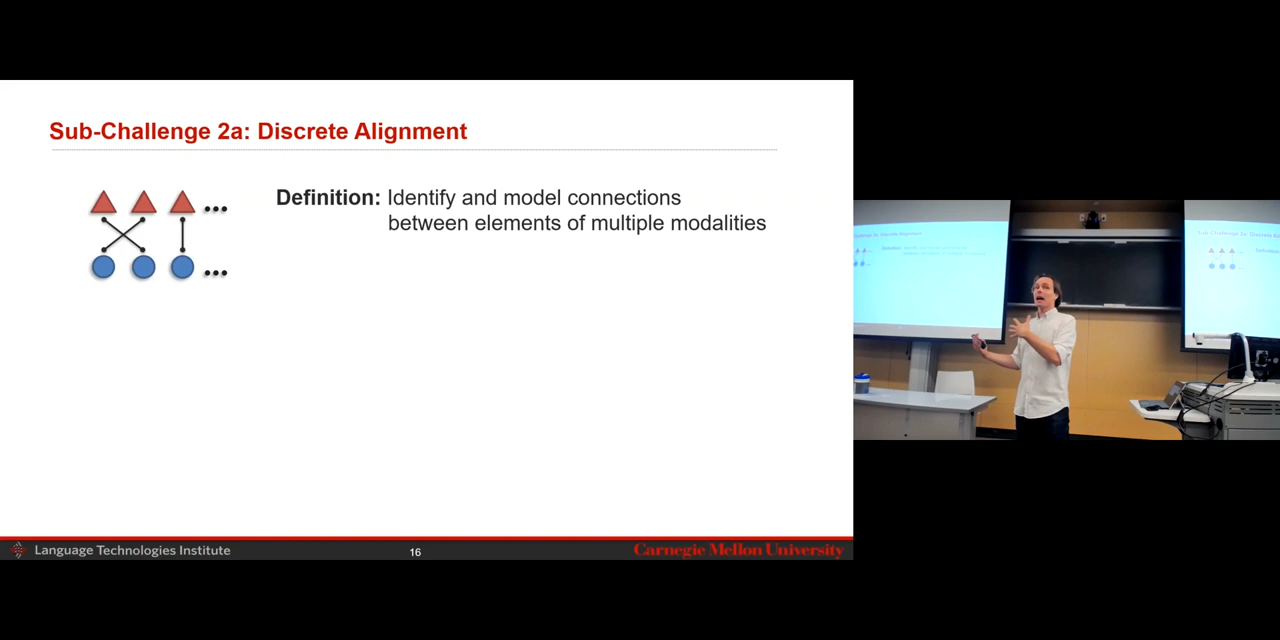 Sub-Challenge 2a: Discrete Alignment
Definition: Identify and model connections
between elements of multiple modalities
Language Technologies Institute
16
Carnegie Mellon University